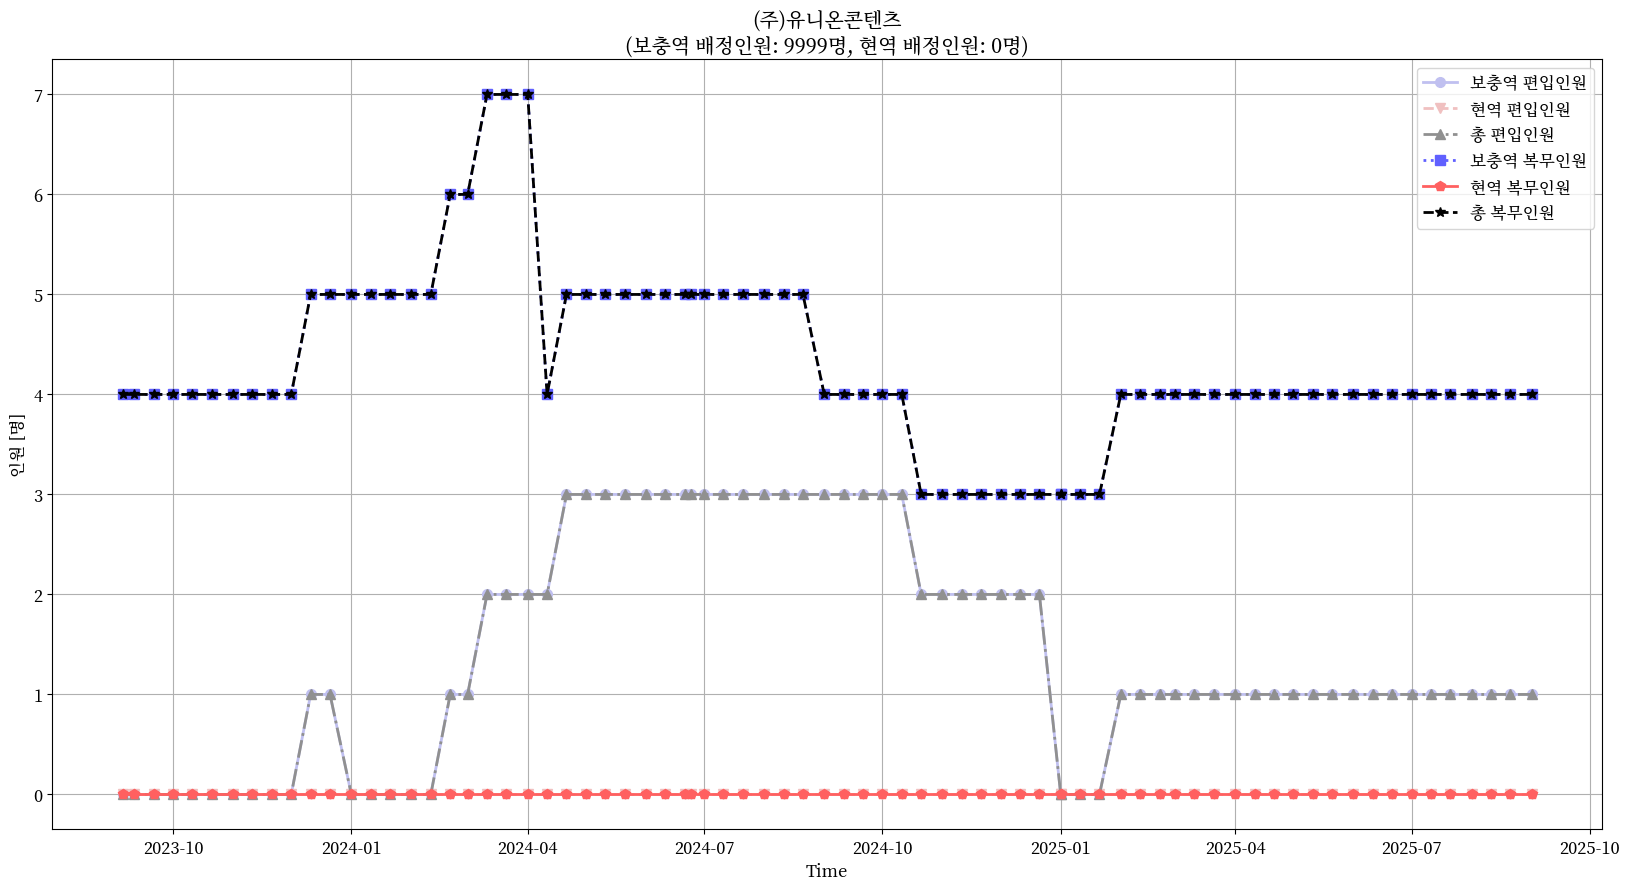 (주)유니온콘텐츠
(보충역 배정인원: 9999명, 현역 배정인원: 0명)
보충역 편입인원
현역 편입인원
총 편입인원
보충역 복무인원
현역 복무인원
총 복무인원
인원 [명]
7
6
5
4
3
2
1
0
2023-10
2024-01
2024-04
2024-07
2024-10
2025-01
2025-04
2025-07
2025-10
Time